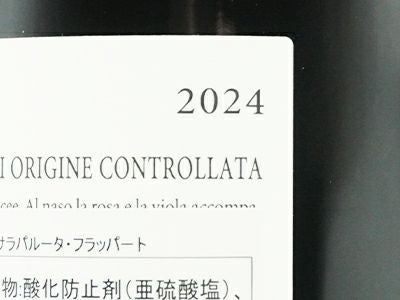 2024
I ORIGINE CONTROLLATA
cee. Al naso la rosa e la viola accompa
サラパルータ・フラッパート
物:酸化防止剤(亜硫酸塩)、